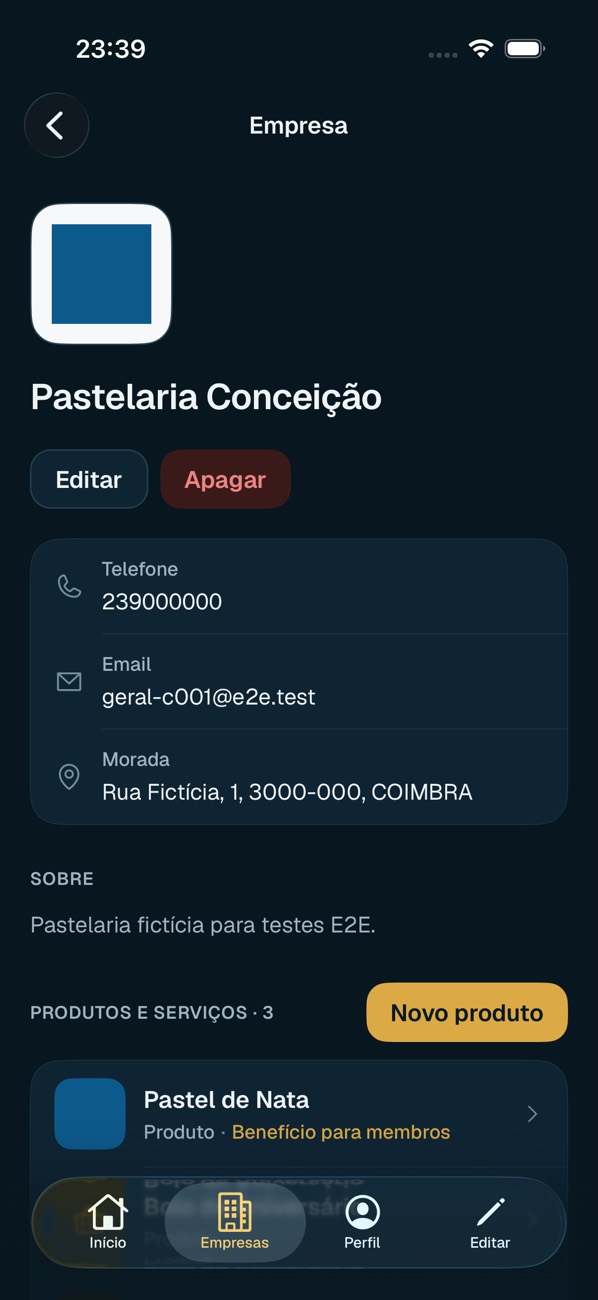 23:39
Empresa
Pastelaria Conceição
Editar
Apagar
Telefone
239000000
Email
geral-c001@e2e.test
Morada
Rua Fictícia, 1, 3000-000, COIMBRA
SOBRE
Pastelaria fictícia para testes E2E.
PRODUTOS E SERVIÇOS · 3
Novo produto
Pastel de Nata
Produto · Benefício para membros
Início
Empresas
Perfil
Editar